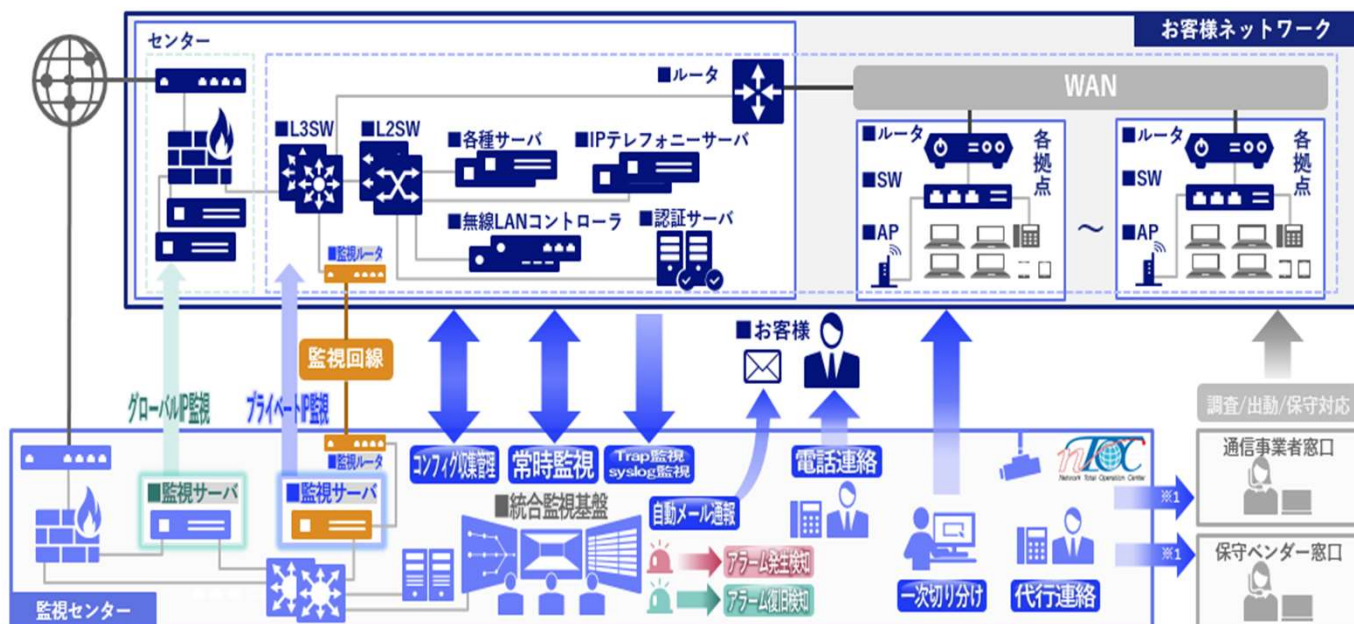 お客様ネットワーク
センター
■ルータ
WAN
■L3SW
■L2SW
■各種サーバ
■IPテレフォニーサーバ
■無線LANコントローラ
■認証サーバ
■監視ルータ
■ルータ
■SW
■AP
各拠点
～
■ルータ
■SW
■AP
各拠点
監視回線
グローバルIP監視
プライベートIP監視
■お客様
■監視ルータ
コンフィグ収集管理
常時監視
Trap監視
syslog監視
自動メール通報
電話連絡
調査/出動/保守対応
通信事業者窓口
nTOC
Network Total Operation Center
■監視サーバ
■監視サーバ
■統合監視基盤
アラーム発生検知
アラーム復旧検知
一次切り分け
代行連絡
※1
※1
保守ベンダー窓口
監視センター